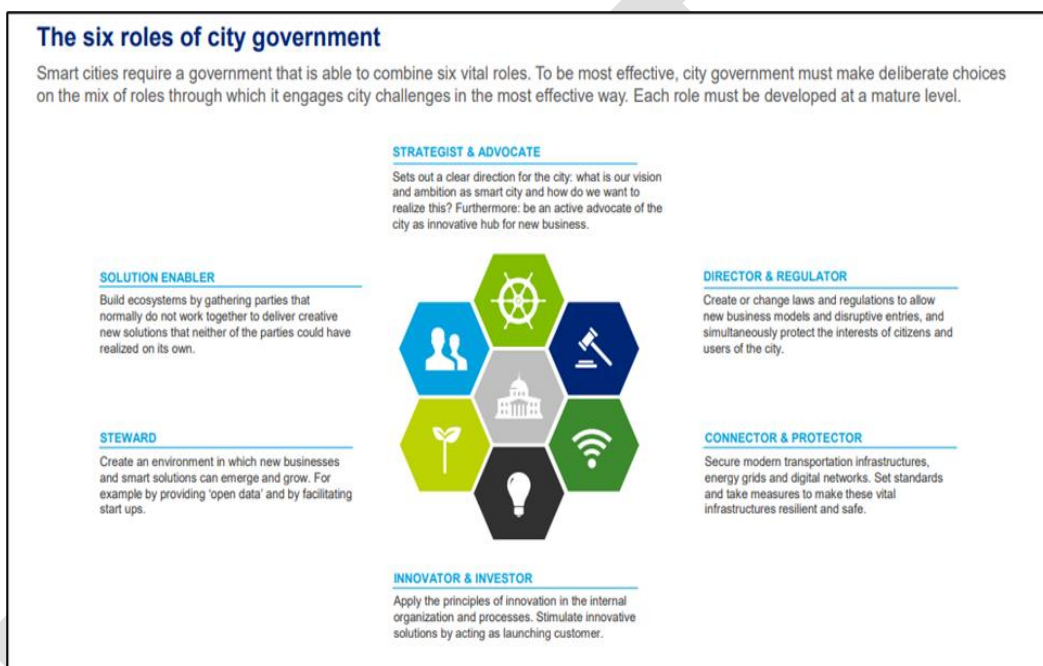 The six roles of city government
Smart cities require a government that is able to combine six vital roles. To be most effective, city government must make deliberate choices
on the mix of roles through which it engages city challenges in the most effective way. Each role must be developed at a mature level.
STRATEGIST & ADVOCATE
Sets out a clear direction for the city: what is our vision
and ambition as smart city and how do we want to
realize this? Furthermore: be an active advocate of the
city as innovative hub for new business.
SOLUTION ENABLER
Build ecosystems by gathering parties that
normally do not work together to deliver creative
new solutions that neither of the parties could have
realized on its own.
DIRECTOR & REGULATOR
Create or change laws and regulations to allow
new business models and disruptive entries, and
simultaneously protect the interests of citizens and
users of the city.
STEWARD
Create an environment in which new businesses
and smart solutions can emerge and grow. For
example by providing ‘open data’ and by facilitating
start ups.
CONNECTOR & PROTECTOR
Secure modern transportation infrastructures,
energy grids and digital networks. Set standards
and take measures to make these vital
infrastructures resilient and safe.
INNOVATOR & INVESTOR
Apply the principles of innovation in the internal
organization and processes. Stimulate innovative
solutions by acting as launching customer.